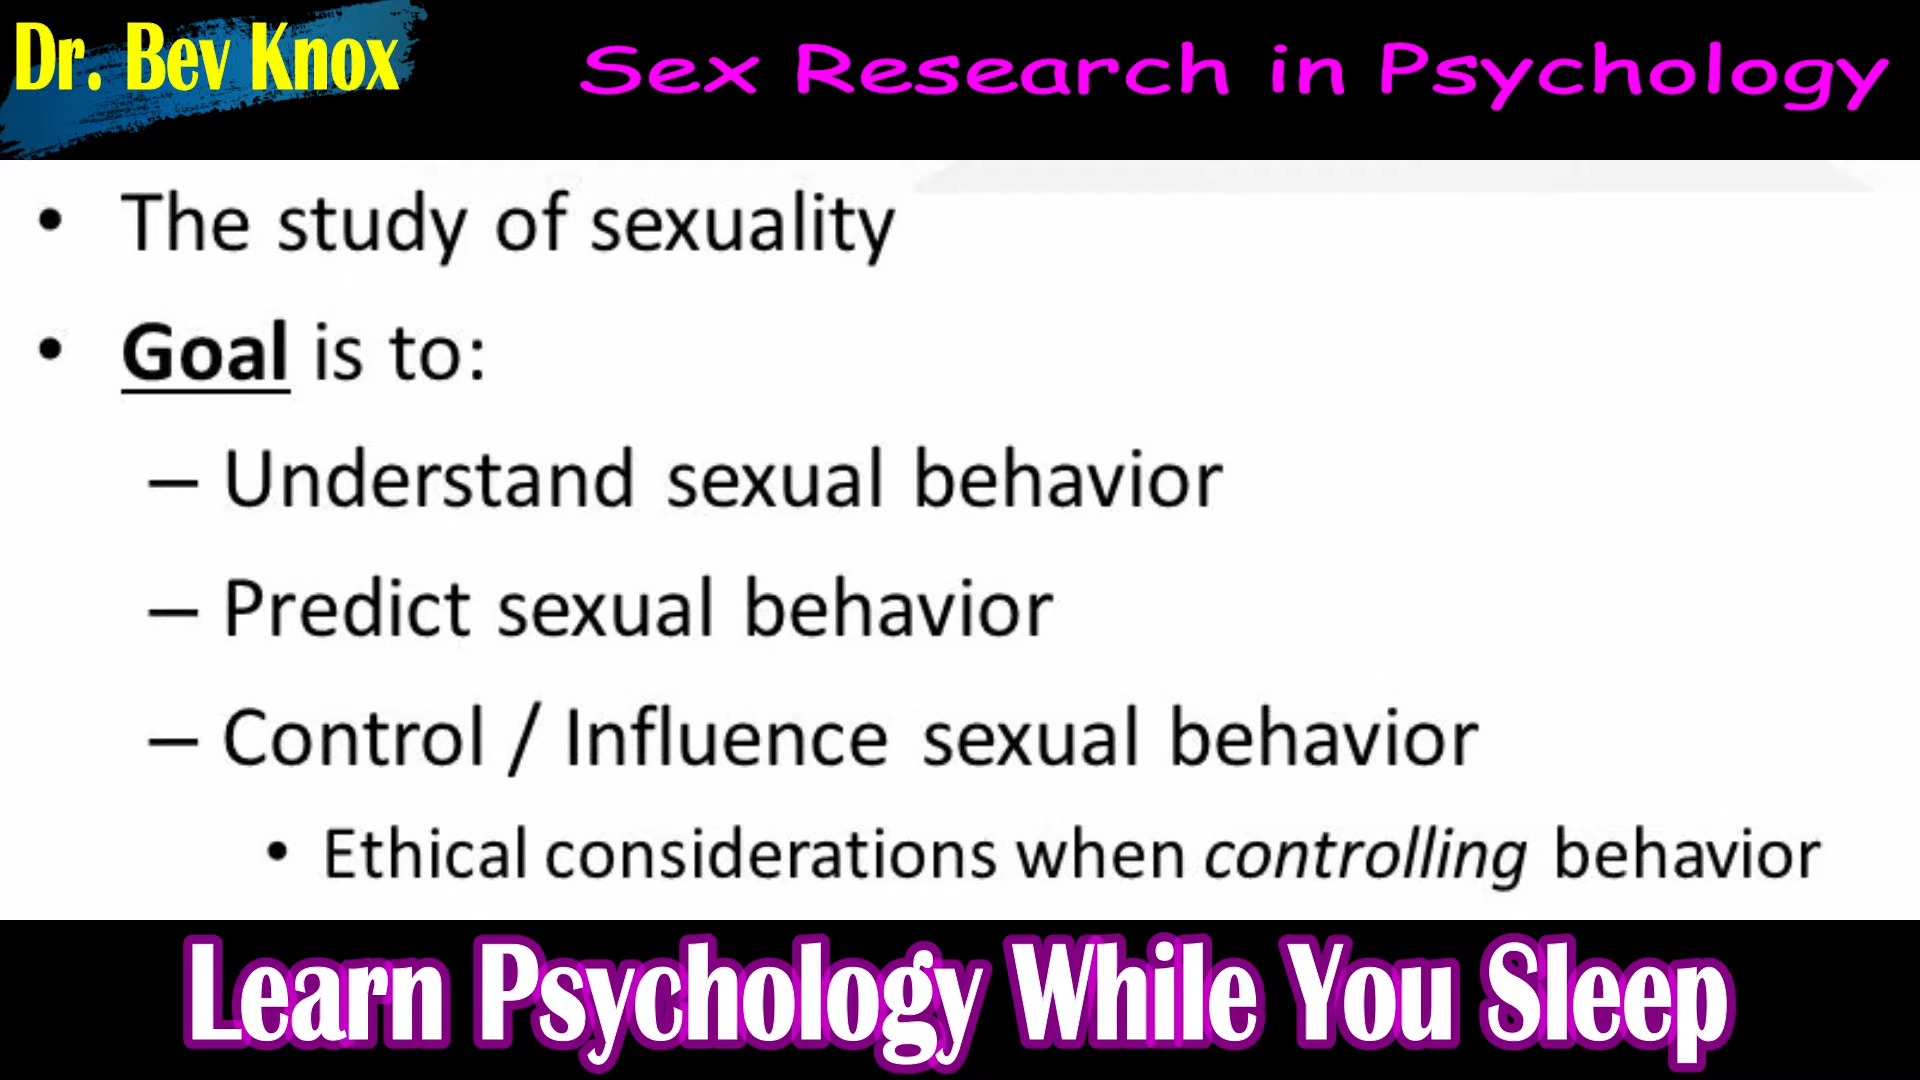 Dr. Bev Knox
Sex Research in Psychology
• The study of sexuality
• Goal is to:
– Understand sexual behavior
– Predict sexual behavior
– Control / Influence sexual behavior
• Ethical considerations when controlling behavior
Learn Psychology While You Sleep